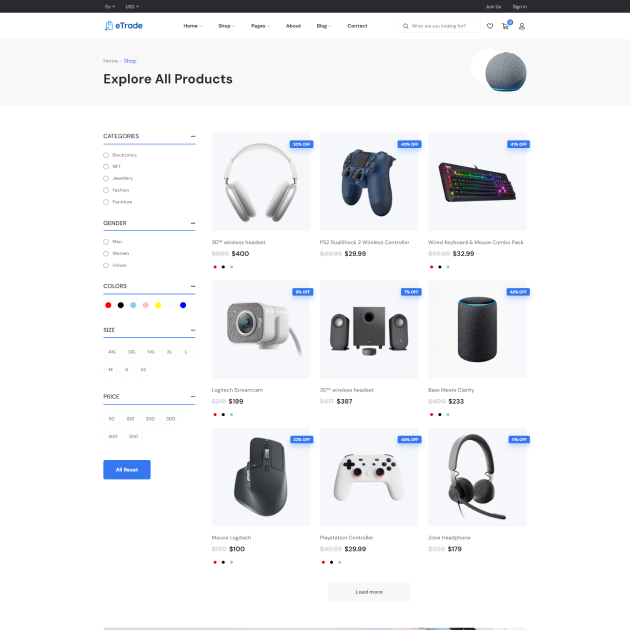 En USD Join Us Sign In
eTrade Home Shop Pages About Blog Contact What are you looking for? 0
Home Shop
Explore All Products
CATEGORIES
Electronics
NFT
Jewellery
Fashion
Furniture
GENDER
Men
Women
Unisex
COLORS
SIZE
4XL 3XL XXL XL L
M S XS
PRICE
50 100 200 300
400 500
All Reset
20% OFF
3D™ wireless headset
$500 $400
40% OFF
PS2 DualShock 2 Wireless Controller
$49.99 $29.99
41% OFF
Wired Keyboard & Mouse Combo Pack
$55.99 $32.99
9% OFF
Logitech Streamcam
$219 $199
7% OFF
3D™ wireless headset
$417 $387
42% OFF
Bass Meets Clarity
$400 $233
23% OFF
Mouse Logitech
$130 $100
40% OFF
Playstation Controller
$49.99 $29.99
11% OFF
Zone Headphone
$200 $179
Load more